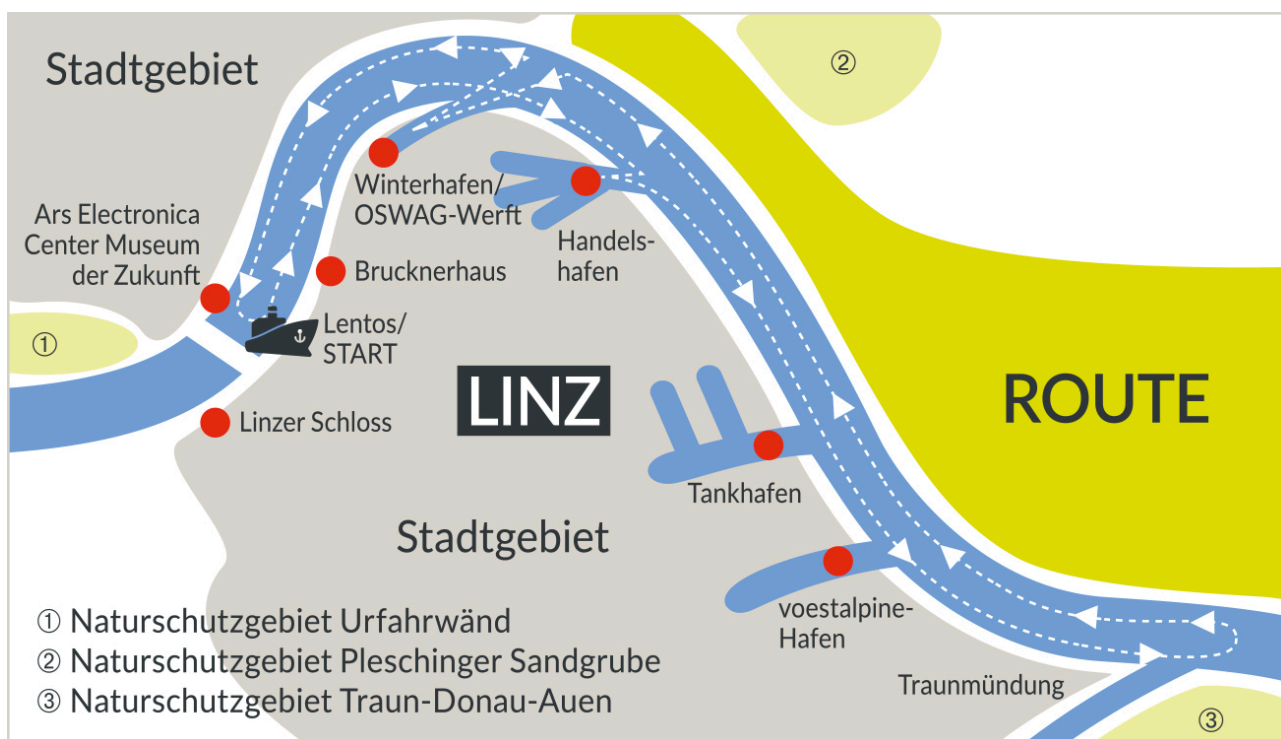 Stadtgebiet
②
Winterhafen/
OSWAG-Werft
Ars Electronica
Center Museum
der Zukunft
Handels-
hafen
Brucknerhaus
①
Lentos/
START
LINZ
ROUTE
Linzer Schloss
Tankhafen
Stadtgebiet
voestalpine-
Hafen
Traunmündung
① Naturschutzgebiet Urfahrwänd
② Naturschutzgebiet Pleschinger Sandgrube
③ Naturschutzgebiet Traun-Donau-Auen
③